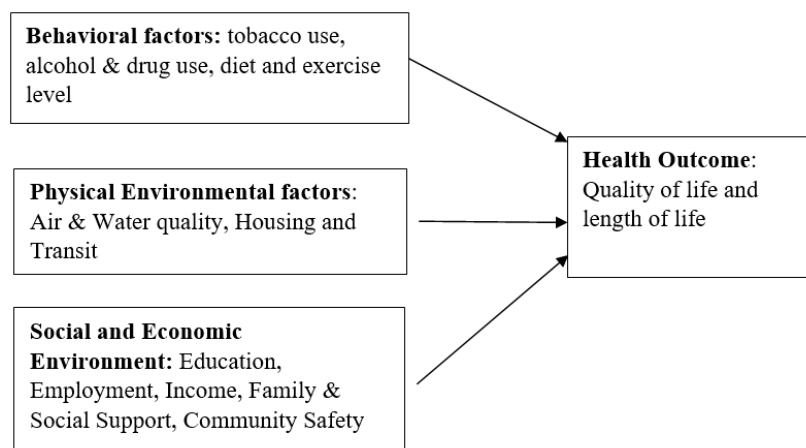 Behavioral factors: tobacco use,
alcohol & drug use, diet and exercise
level
Physical Environmental factors:
Air & Water quality, Housing and
Transit
Social and Economic
Environment: Education,
Employment, Income, Family &
Social Support, Community Safety
Health Outcome:
Quality of life and
length of life